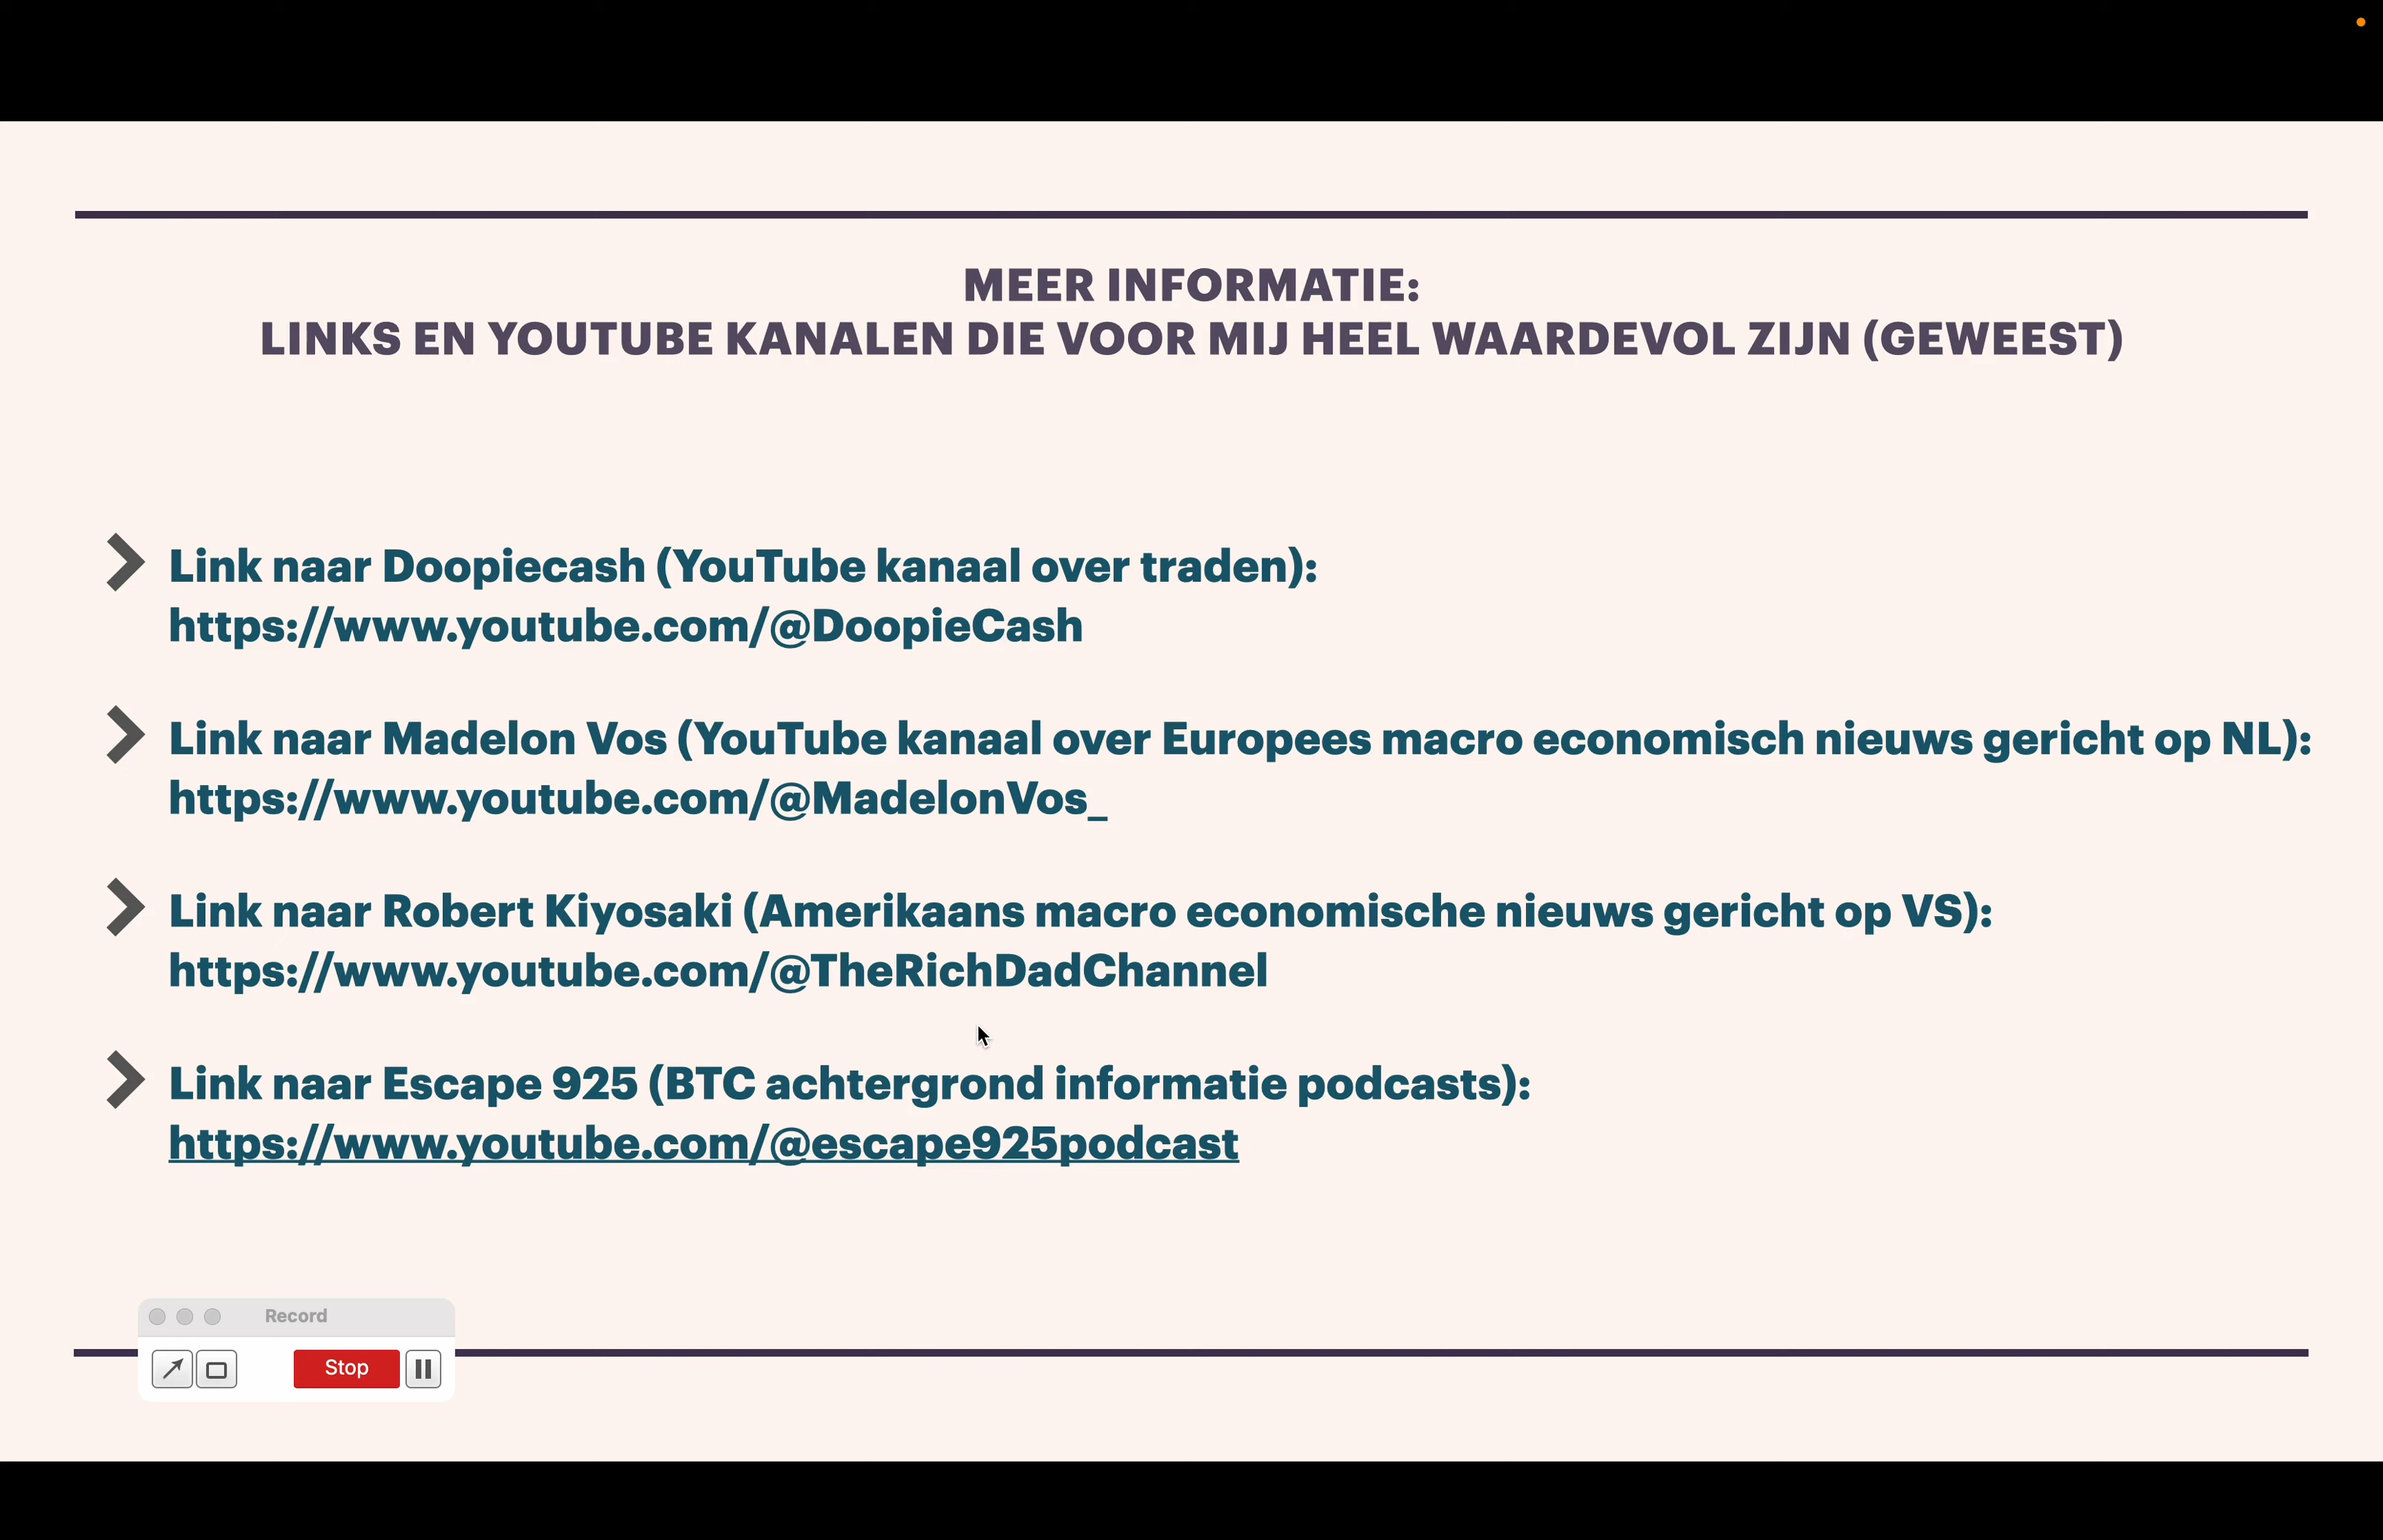 MEER INFORMATIE:
LINKS EN YOUTUBE KANALEN DIE VOOR MIJ HEEL WAARDEVOL ZIJN (GEWEEST)
Link naar Doopiecash (YouTube kanaal over traden):
https://www.youtube.com/@DoopieCash
Link naar Madelon Vos (YouTube kanaal over Europees macro economisch nieuws gericht op NL):
https://www.youtube.com/@MadelonVos_
Link naar Robert Kiyosaki (Amerikaans macro economische nieuws gericht op VS):
https://www.youtube.com/@TheRichDadChannel
Link naar Escape 925 (BTC achtergrond informatie podcasts):
https://www.youtube.com/@escape925podcast
Record
Stop